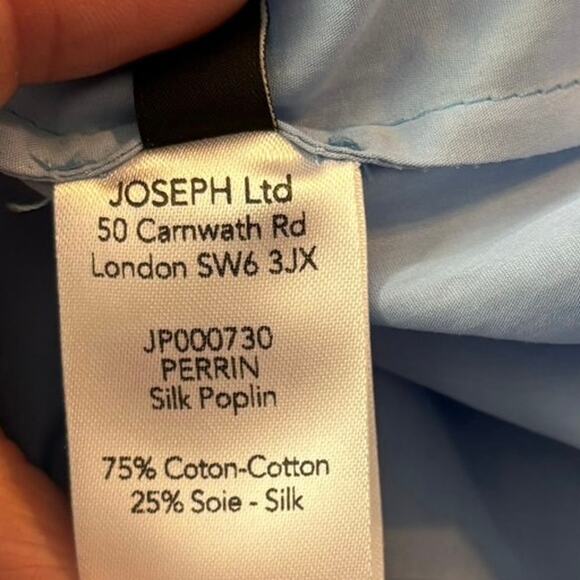 JOSEPH Ltd
50 Carnwath Rd
London SW6 3JX
JP000730
PERRIN
Silk Poplin
75% Coton-Cotton
25% Soie - Silk